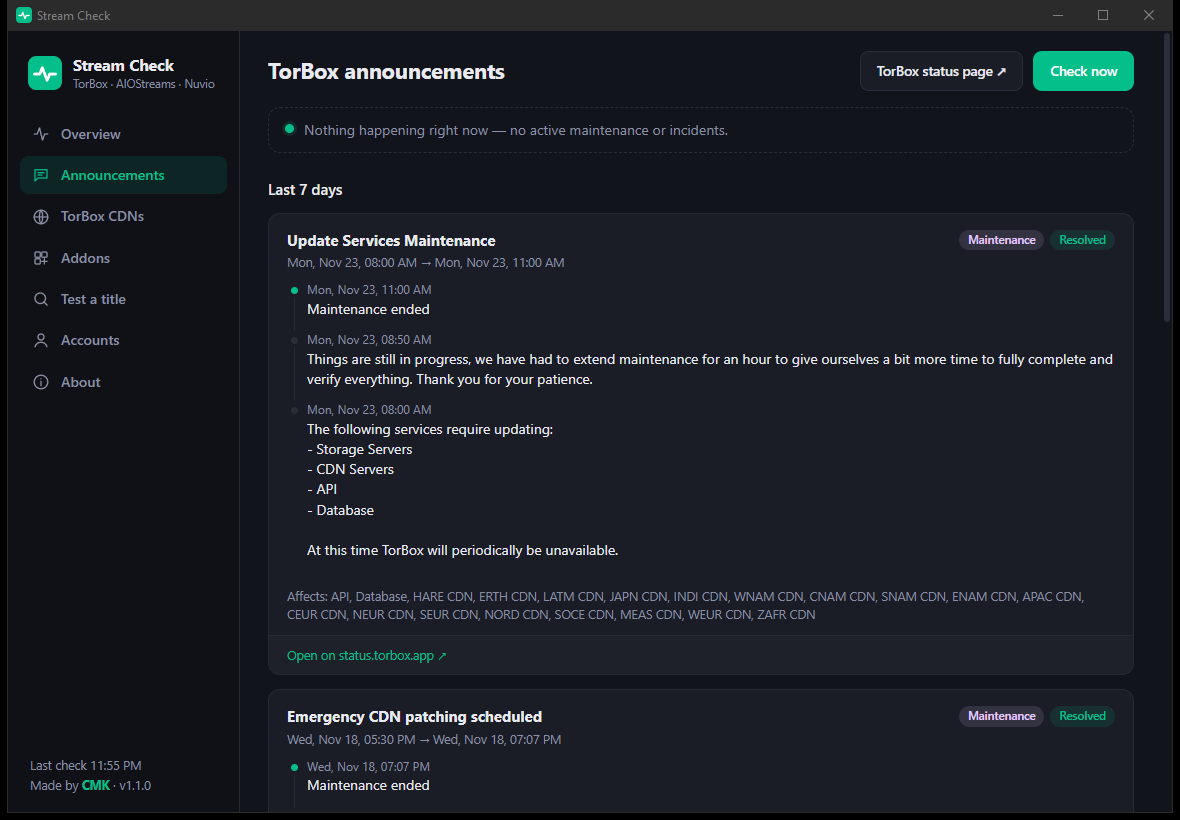 Stream Check
Stream Check
TorBox · AIOStreams · Nuvio
Overview
Announcements
TorBox CDNs
Addons
Test a title
Accounts
About
Last check 11:55 PM
Made by CMK · v1.1.0
TorBox announcements
TorBox status page ↗
Check now
Nothing happening right now — no active maintenance or incidents.
Last 7 days
Update Services Maintenance
Maintenance
Resolved
Mon, Nov 23, 08:00 AM → Mon, Nov 23, 11:00 AM
Mon, Nov 23, 11:00 AM
Maintenance ended
Mon, Nov 23, 08:50 AM
Things are still in progress, we have had to extend maintenance for an hour to give ourselves a bit more time to fully complete and
verify everything. Thank you for your patience.
Mon, Nov 23, 08:00 AM
The following services require updating:
- Storage Servers
- CDN Servers
- API
- Database
At this time TorBox will periodically be unavailable.
Affects: API, Database, HARE CDN, ERTH CDN, LATM CDN, JAPN CDN, INDI CDN, WNAM CDN, CNAM CDN, SNAM CDN, ENAM CDN, APAC CDN,
CEUR CDN, NEUR CDN, SEUR CDN, NORD CDN, SOCE CDN, MEAS CDN, WEUR CDN, ZAFR CDN
Open on status.torbox.app ↗
Emergency CDN patching scheduled
Maintenance
Resolved
Wed, Nov 18, 05:30 PM → Wed, Nov 18, 07:07 PM
Wed, Nov 18, 07:07 PM
Maintenance ended